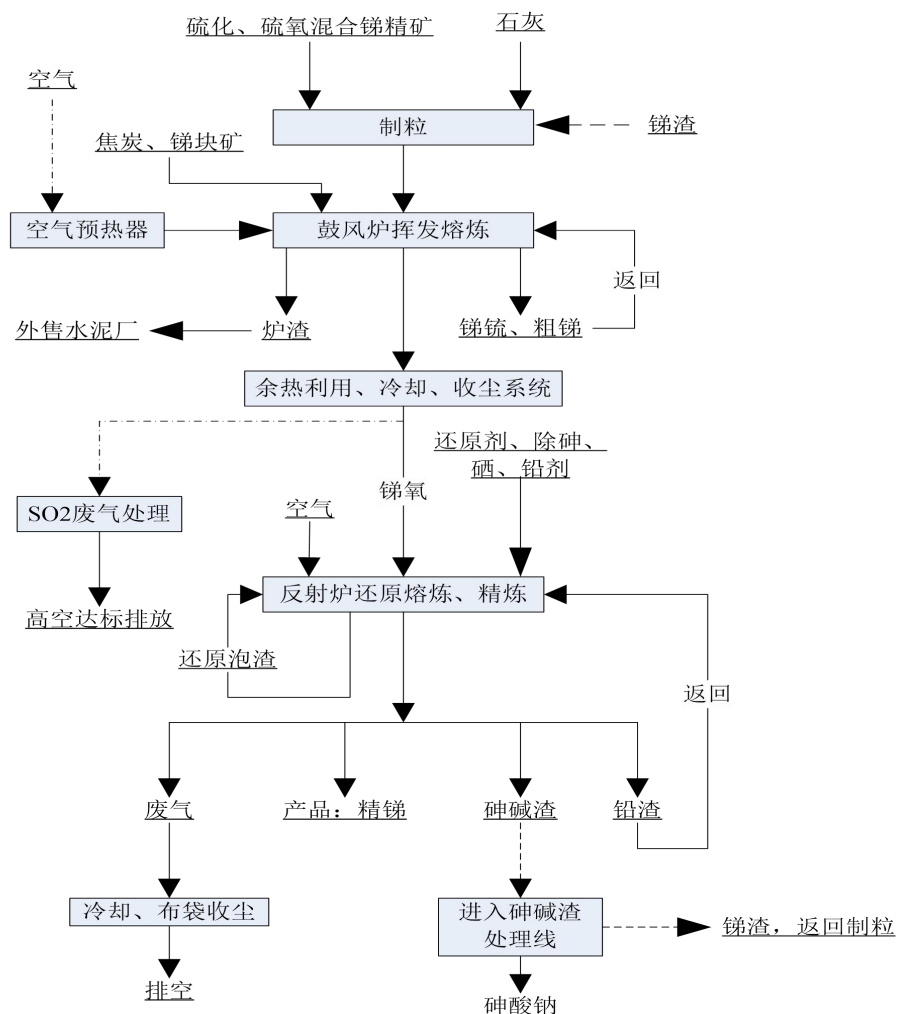 硫化、硫氧混合锑精矿
石灰
空气
制粒
锑渣
焦炭、锑块矿
空气预热器
鼓风炉挥发熔炼
返回
外售水泥厂
炉渣
锑锍、粗锑
余热利用、冷却、收尘系统
还原剂、除砷、
硒、铅剂
锑氧
空气
SO2废气处理
反射炉还原熔炼、精炼
高空达标排放
还原泡渣
返回
废气
产品：精锑
砷碱渣
铅渣
冷却、布袋收尘
进入砷碱渣
处理线
锑渣，返回制粒
排空
砷酸钠